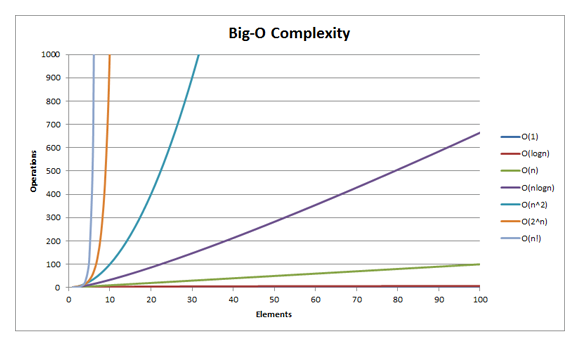 Big-O Complexity
1000
900
800
700
600
500
400
300
200
100
0
Operations
0 10 20 30 40 50 60 70 80 90 100
Elements
O(1)
O(logn)
O(n)
O(nlogn)
O(n^2)
O(2^n)
O(n!)